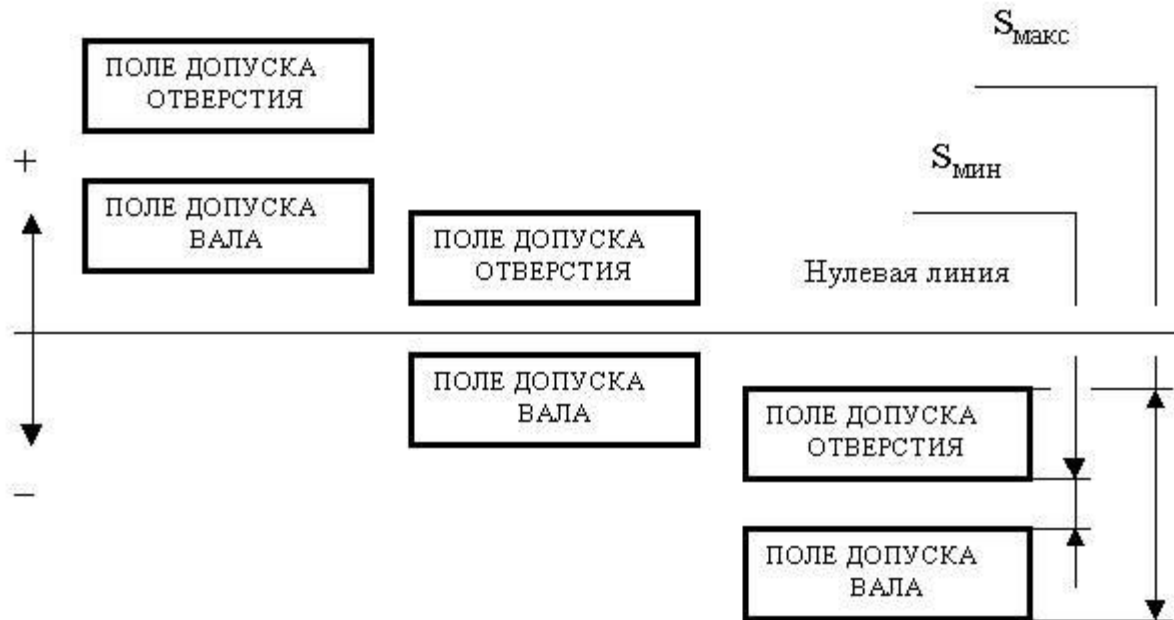 Sмакс
ПОЛЕ ДОПУСКА
ОТВЕРСТИЯ
+
Sмин
ПОЛЕ ДОПУСКА
ВАЛА
ПОЛЕ ДОПУСКА
ОТВЕРСТИЯ
Нулевая линия
ПОЛЕ ДОПУСКА
ВАЛА
ПОЛЕ ДОПУСКА
ОТВЕРСТИЯ
–
ПОЛЕ ДОПУСКА
ВАЛА